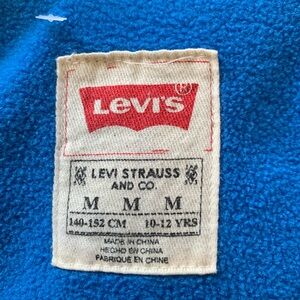 LEVI'S ®
LEVI STRAUSS
AND CO.
M M M
140-152 CM 10-12 YRS
MADE IN CHINA
HECHO EN CHINA
FABRIQUE EN CHINE